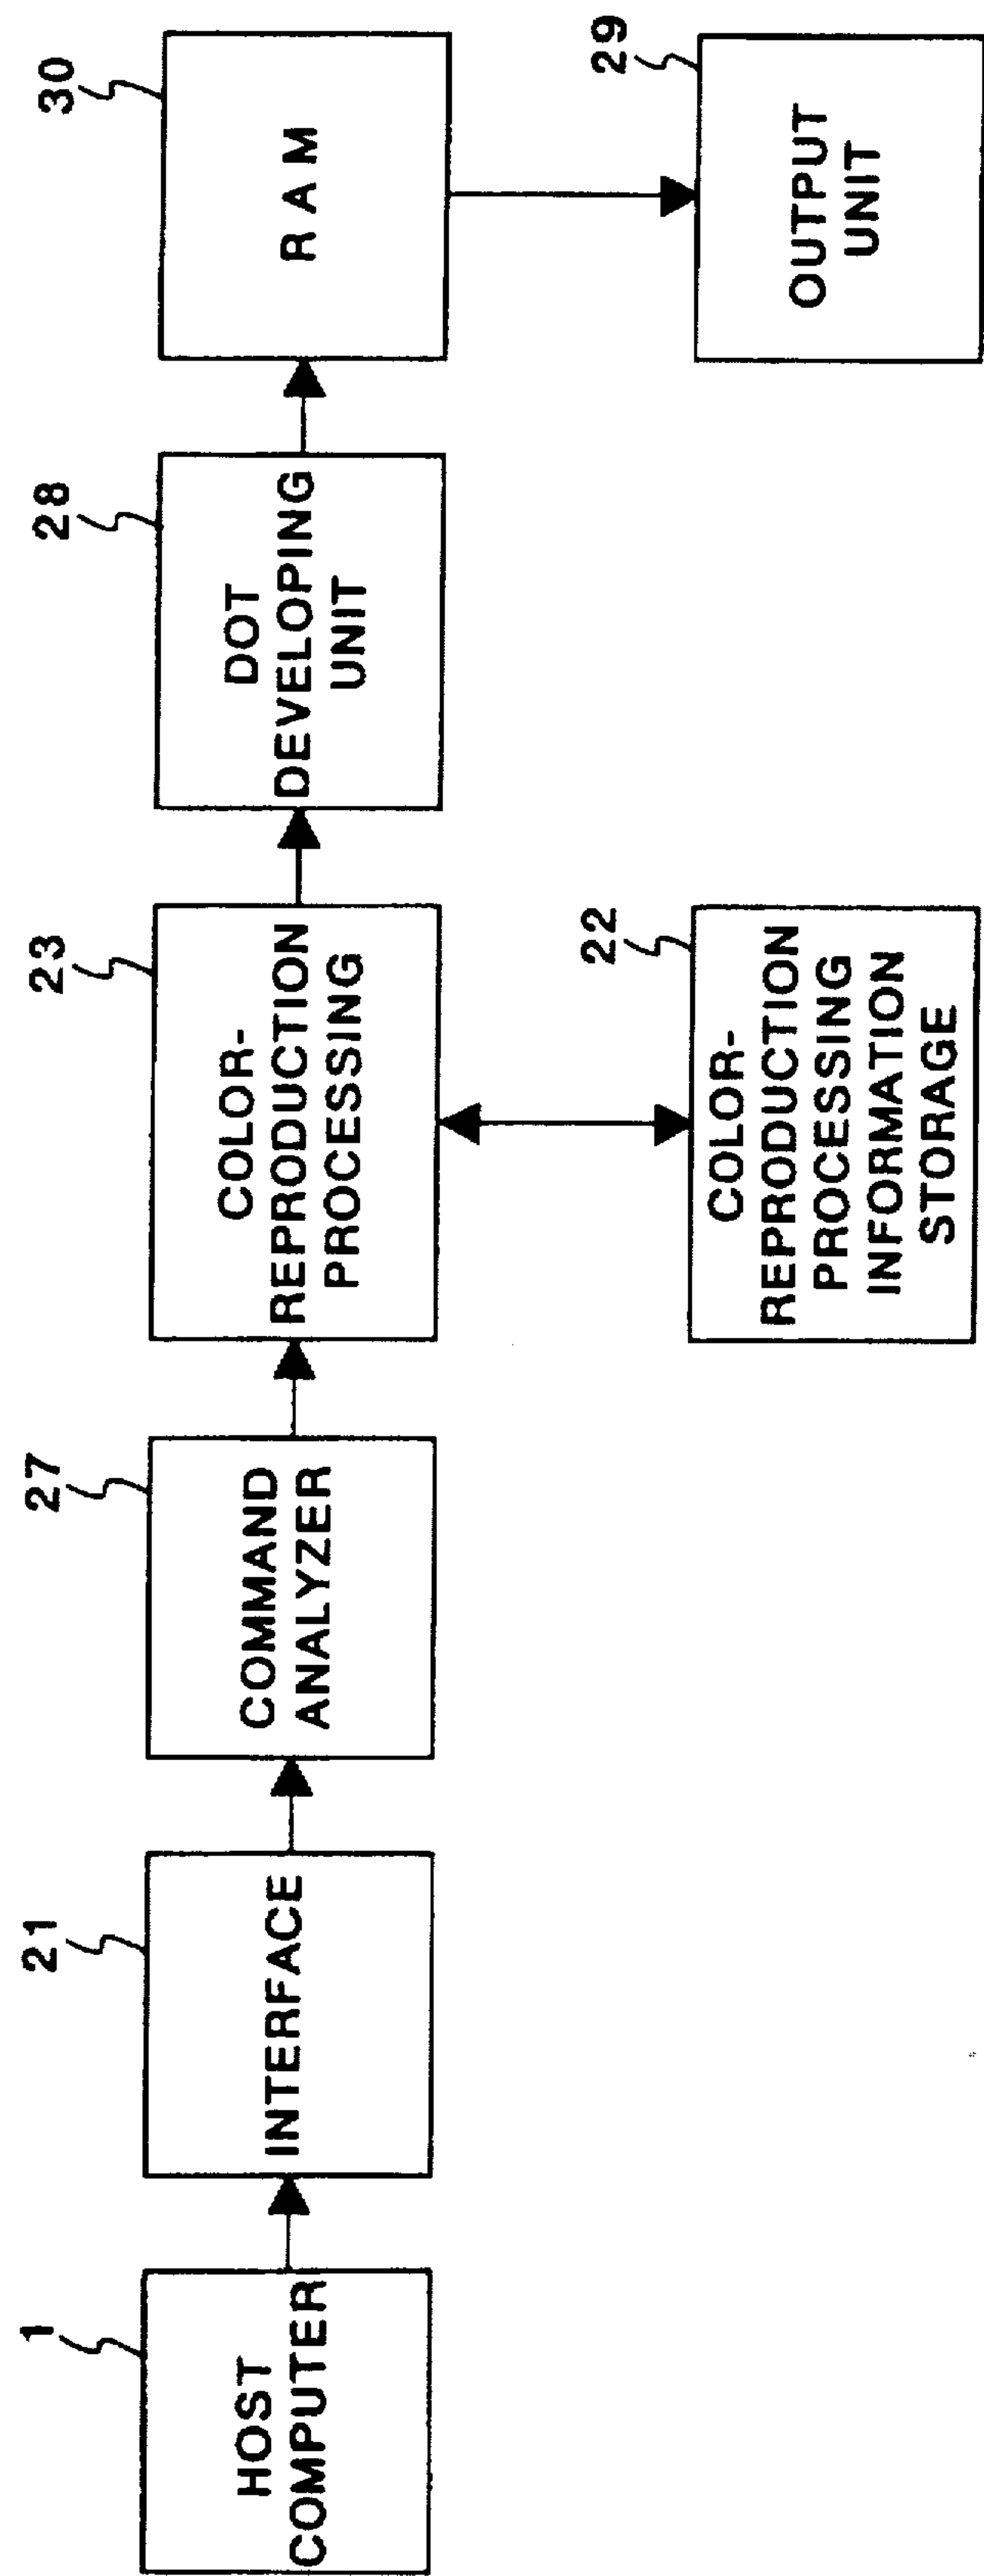 1
HOST
COMPUTER
21
INTERFACE
27
COMMAND
ANALYZER
23
COLOR-
REPRODUCTION
PROCESSING
28
DOT
DEVELOPING
UNIT
30
R A M
22
COLOR-
REPRODUCTION
PROCESSING
INFORMATION
STORAGE
29
OUTPUT
UNIT